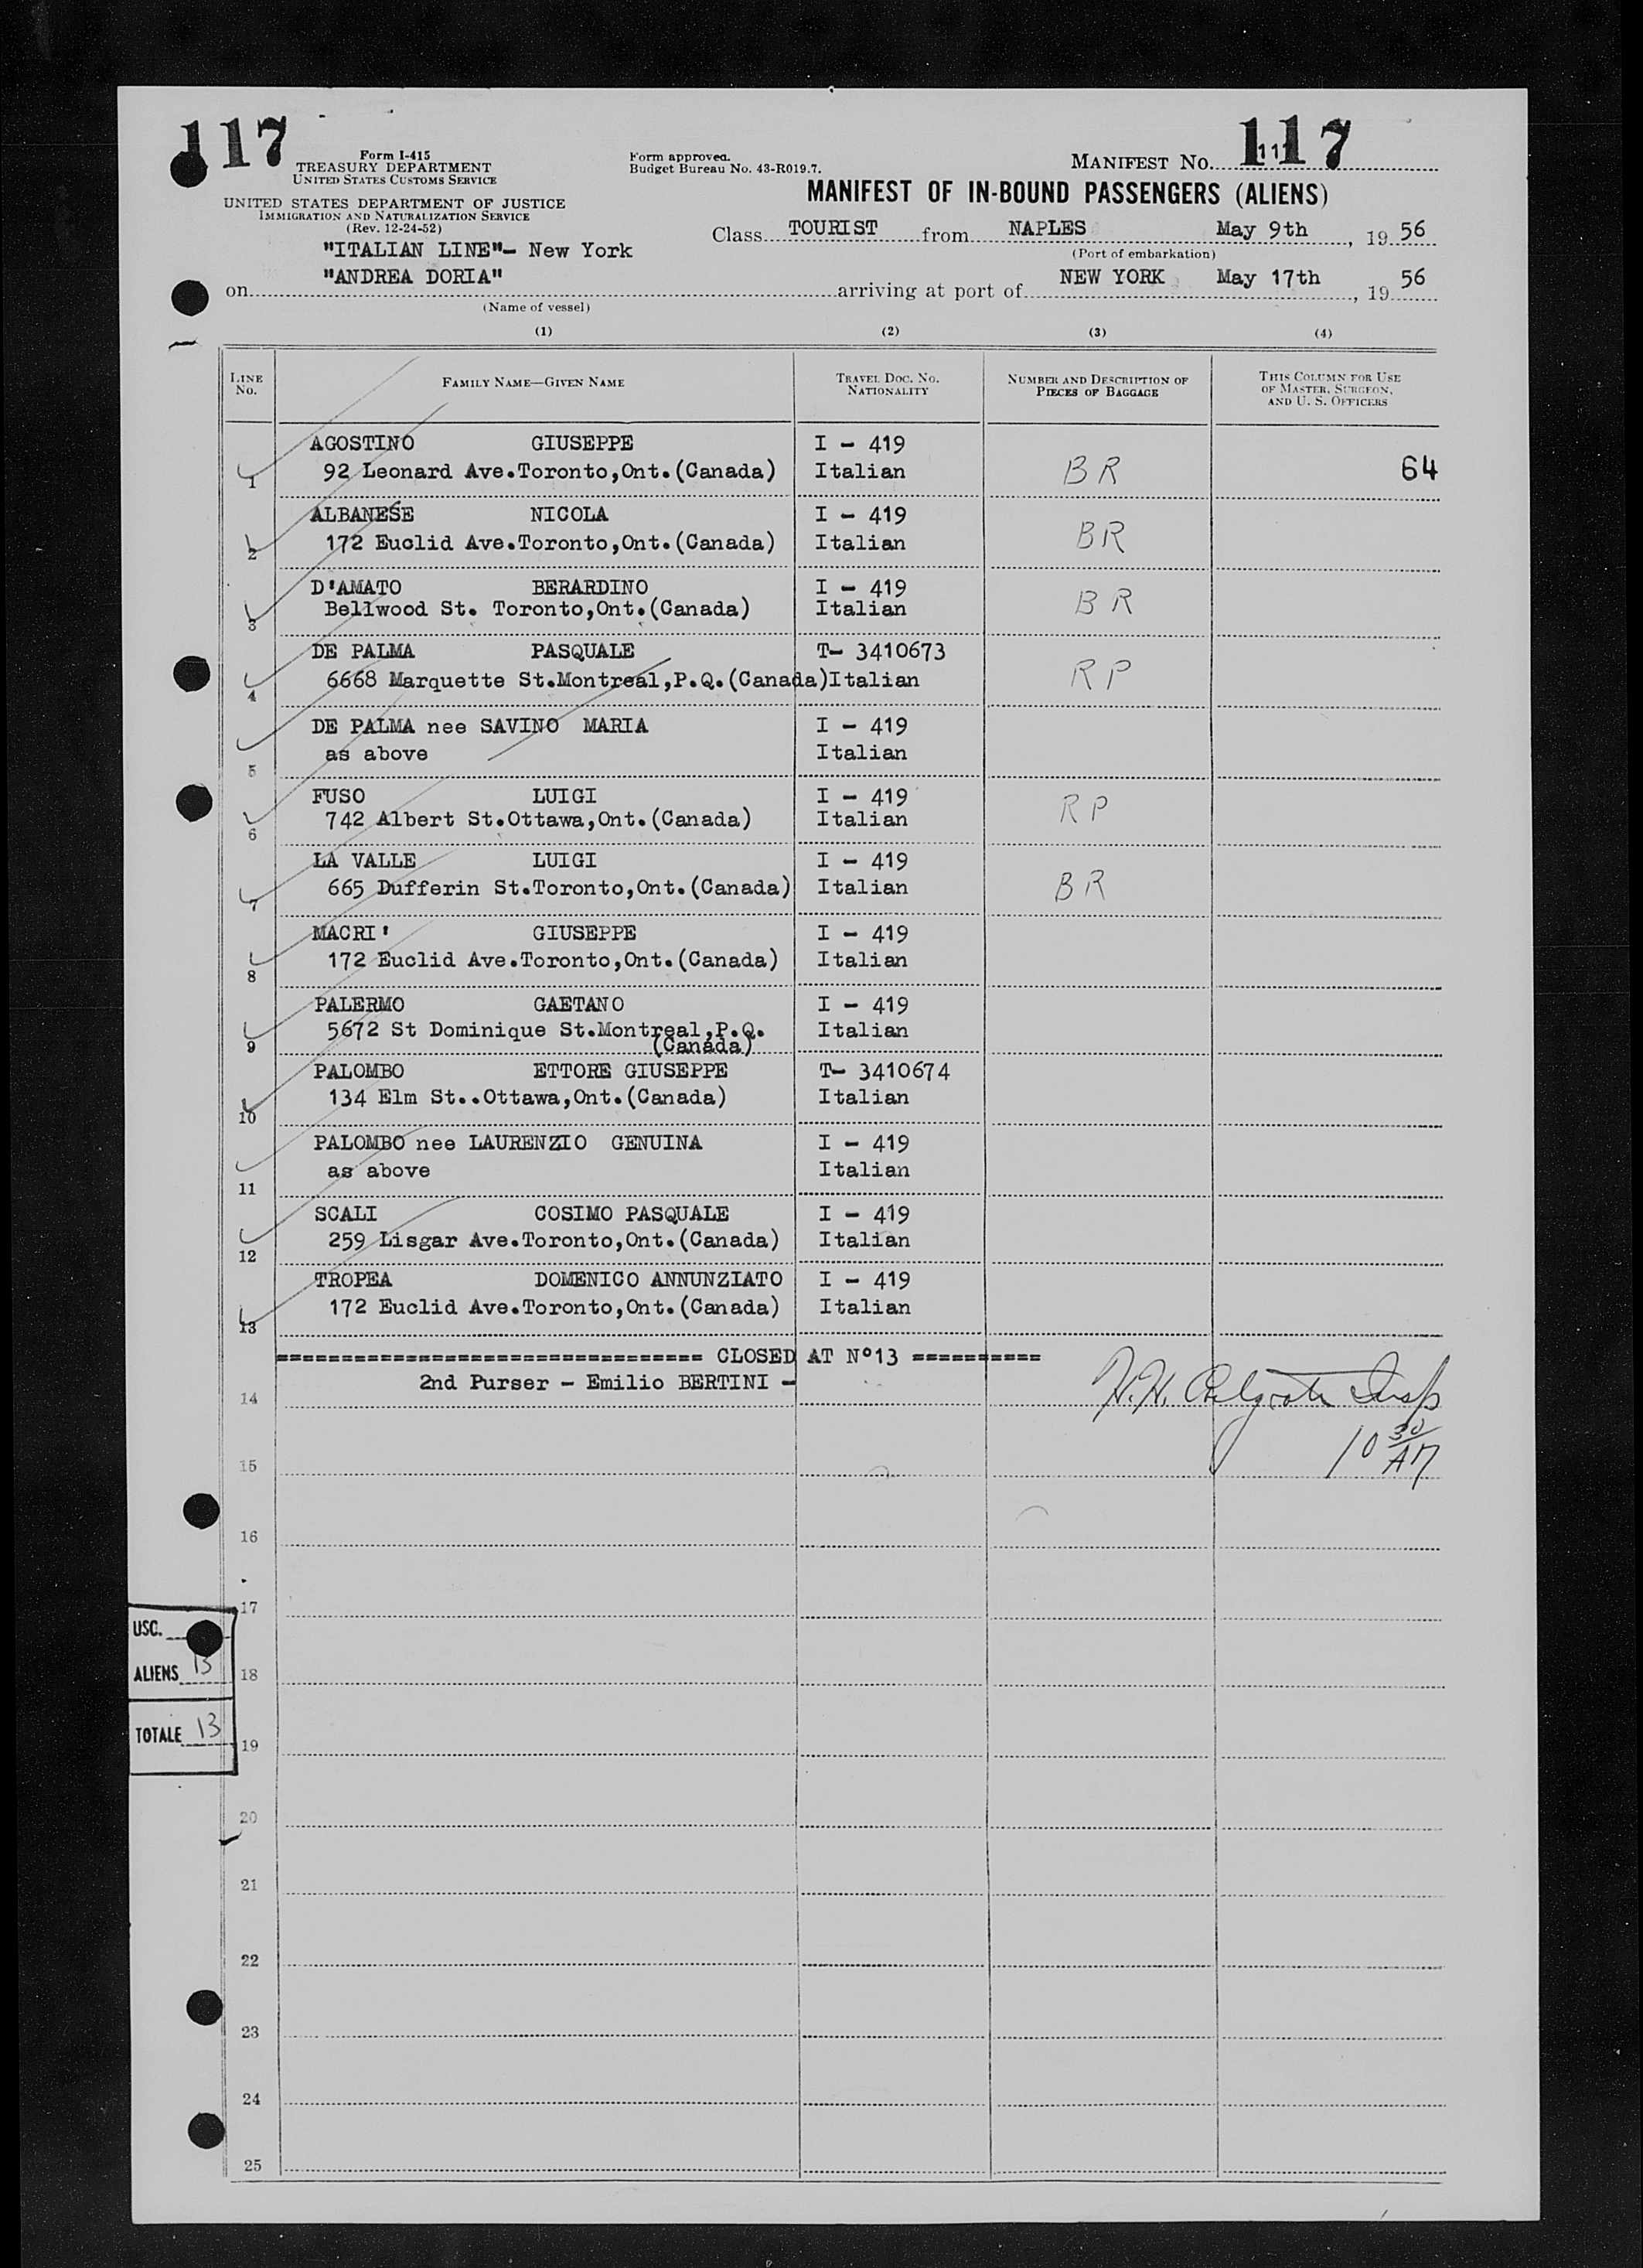 117
Form I-415
TREASURY DEPARTMENT
UNITED STATES CUSTOMS SERVICE
UNITED STATES DEPARTMENT OF JUSTICE
IMMIGRATION AND NATURALIZATION SERVICE
(Rev. 12-24-52)
Form approved.
Budget Bureau No. 43-R019.7.
MANIFEST NO. 117
MANIFEST OF IN-BOUND PASSENGERS (ALIENS)
Class TOURIST from NAPLES May 9th, 1956
(Port of embarkation)
"ITALIAN LINE"- New York
on "ANDREA DORIA" arriving at port of NEW YORK May 17th, 1956
(Name of vessel)
(1) (2) (3) (4)
LINE NO. FAMILY NAME—GIVEN NAME TRAVEL DOC. NO. NATIONALITY NUMBER AND DESCRIPTION OF PIECES OF BAGGAGE THIS COLUMN FOR USE OF MASTER, SURGEON, AND U. S. OFFICERS
AGOSTINO GIUSEPPE I - 419
1 92 Leonard Ave.Toronto,Ont.(Canada) Italian BR 64
ALBANESE NICOLA I - 419
2 172 Euclid Ave.Toronto,Ont.(Canada) Italian BR
D'AMATO BERARDINO I - 419
3 Bellwood St. Toronto,Ont.(Canada) Italian BR
DE PALMA PASQUALE T- 3410673
4 6668 Marquette St.Montreal,P.Q.(Canada)Italian RP
DE PALMA nee SAVINO MARIA I - 419
5 as above Italian
FUSO LUIGI I - 419
6 742 Albert St.Ottawa,Ont.(Canada) Italian RP
LA VALLE LUIGI I - 419
7 665 Dufferin St.Toronto,Ont.(Canada) Italian BR
MACRI' GIUSEPPE I - 419
8 172 Euclid Ave.Toronto,Ont.(Canada) Italian
PALERMO GAETANO I - 419
9 5672 St Dominique St.Montreal,P.Q. Italian
(Canada)
PALOMBO ETTORE GIUSEPPE T- 3410674
10 134 Elm St..Ottawa,Ont.(Canada) Italian
PALOMBO nee LAURENZIO GENUINA I - 419
11 as above Italian
SCALI COSIMO PASQUALE I - 419
12 259 Lisgar Ave.Toronto,Ont.(Canada) Italian
TROPEA DOMENICO ANNUNZIATO I - 419
13 172 Euclid Ave.Toronto,Ont.(Canada) Italian
================================= CLOSED AT Nº13 ==========
14 2nd Purser - Emilio BERTINI - H.H. Insp
15 10 30 AM
16
17
USC.
ALIENS 13 18
TOTALE 13 19
20
21
22
23
24
25